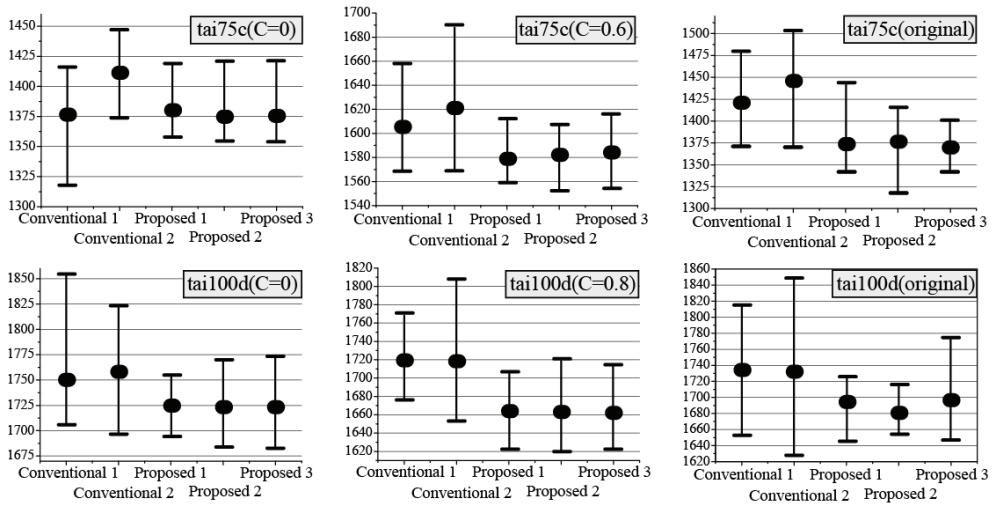 tai75c(C=0)
1450
1425
1400
1375
1350
1325
1300
Conventional 1
Proposed 1
Proposed 3
Conventional 2
Proposed 2
tai75c(C=0.6)
1700
1680
1660
1640
1620
1600
1580
1560
1540
Conventional 1
Proposed 1
Proposed 3
Conventional 2
Proposed 2
tai75c(original)
1500
1475
1450
1425
1400
1375
1350
1325
1300
Conventional 1
Proposed 1
Proposed 3
Conventional 2
Proposed 2
tai100d(C=0)
1850
1825
1800
1775
1750
1725
1700
1675
Conventional 1
Proposed 1
Proposed 3
Conventional 2
Proposed 2
tai100d(C=0.8)
1820
1800
1780
1760
1740
1720
1700
1680
1660
1640
1620
Conventional 1
Proposed 1
Proposed 3
Conventional 2
Proposed 2
tai100d(original)
1860
1840
1820
1800
1780
1760
1740
1720
1700
1680
1660
1640
1620
Conventional 1
Proposed 1
Proposed 3
Conventional 2
Proposed 2